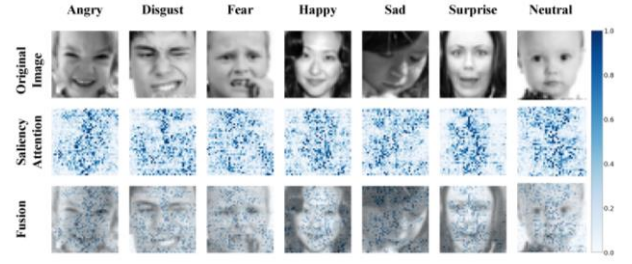 Angry Disgust Fear Happy Sad Surprise Neutral
Original
Image
Saliency
Attention
Fusion
1.0
0.8
0.6
0.4
0.2
0.0